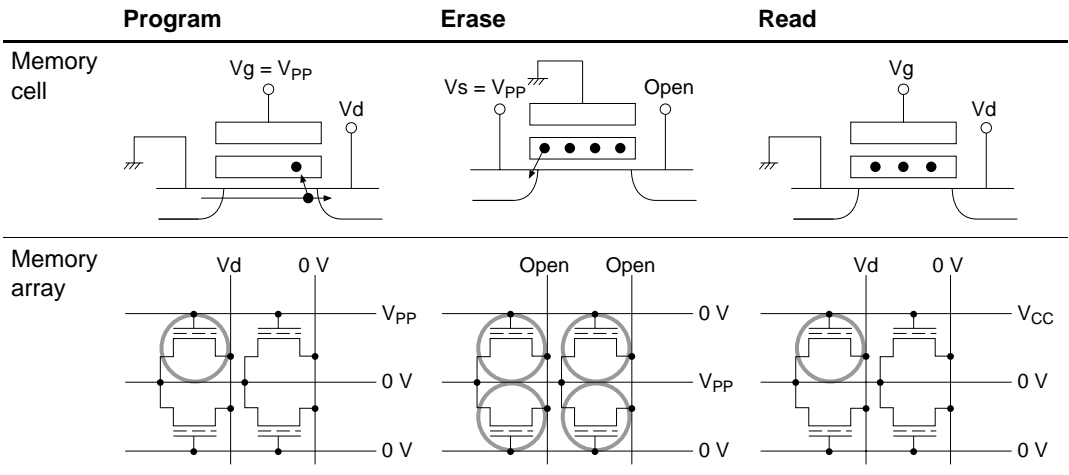 Program Erase Read
Memory cell
Vg = VPP
Vd
Vs = VPP
Open
Vg
Vd
Memory array
Vd 0 V
VPP
0 V
0 V
Open Open
0 V
VPP
0 V
Vd 0 V
VCC
0 V
0 V